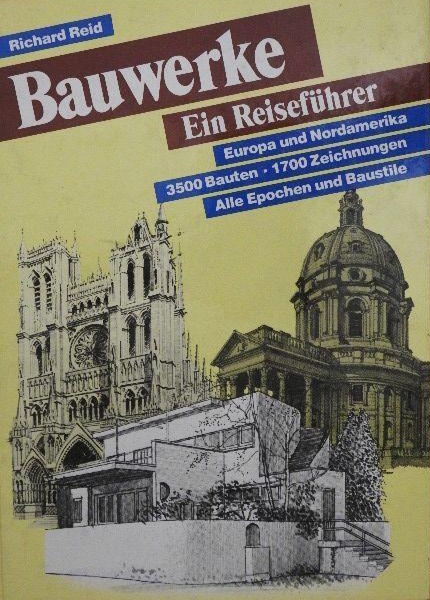 Richard Reid
Bauwerke
Ein Reiseführer
Europa und Nordamerika
3500 Bauten · 1700 Zeichnungen
Alle Epochen und Baustile